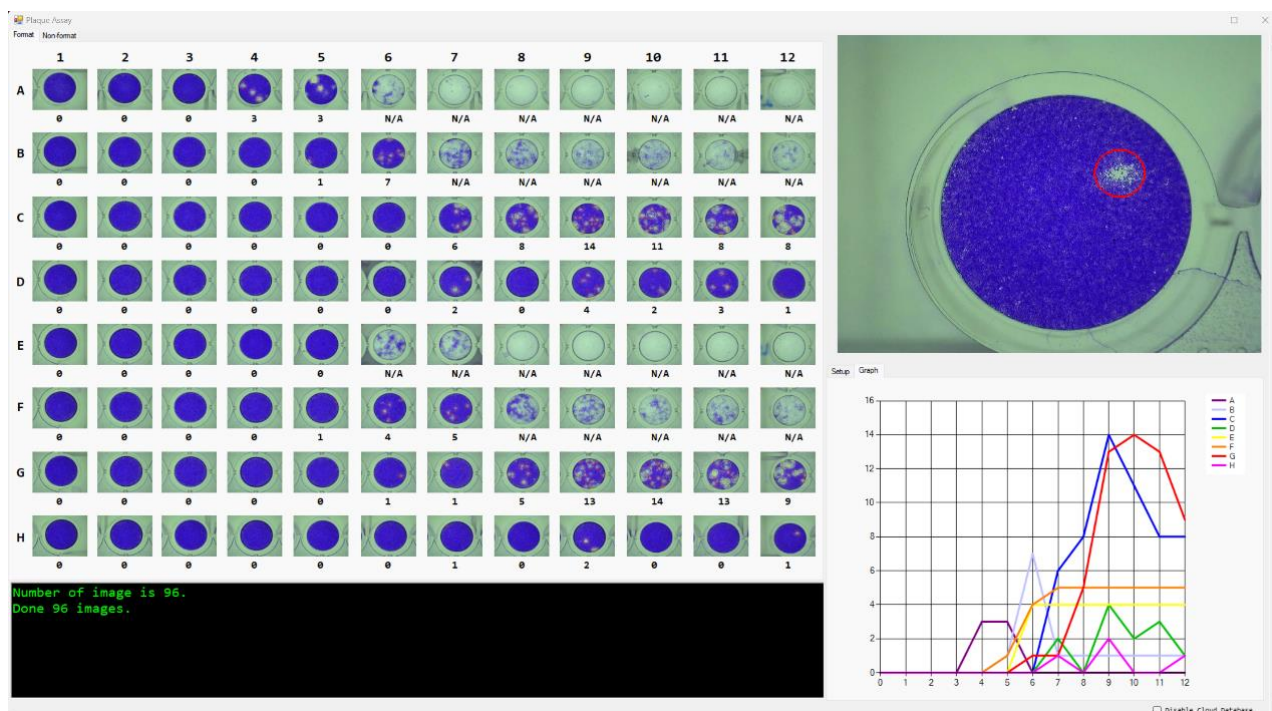 Plaque Assay
Format Non-format
1 2 3 4 5 6 7 8 9 10 11 12
A
0 0 0 3 3 N/A N/A N/A N/A N/A N/A N/A
B
0 0 0 0 1 7 N/A N/A N/A N/A N/A N/A
C
0 0 0 0 0 0 6 8 14 11 8 8
D
0 0 0 0 0 0 2 0 4 2 3 1
E
0 0 0 0 0 N/A N/A N/A N/A N/A N/A N/A
F
0 0 0 0 1 4 5 N/A N/A N/A N/A N/A
G
0 0 0 0 0 1 1 5 13 14 13 9
H
0 0 0 0 0 0 1 0 2 0 0 1
Number of image is 96.
Done 96 images.
Setup Graph
16
14
12
10
8
6
4
2
0
0 1 2 3 4 5 6 7 8 9 10 11 12
A
B
C
D
E
F
G
H
Disable Cloud Database